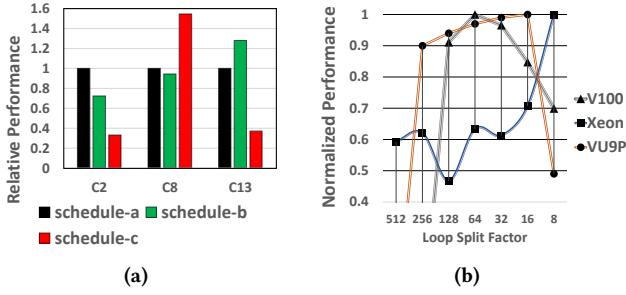 Relative Performance
1.6
1.4
1.2
1
0.8
0.6
0.4
0.2
0
C2 C8 C13
schedule-a schedule-b
schedule-c
(a)
Normalized Performance
1
0.9
0.8
0.7
0.6
0.5
0.4
512 256 128 64 32 16 8
Loop Split Factor
V100
Xeon
VU9P
(b)